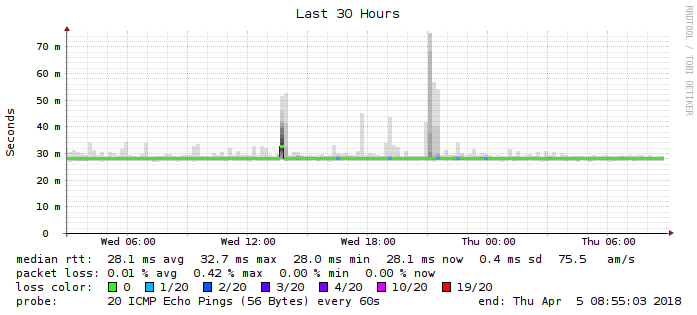 Last 30 Hours
RRDTOOL / TOBI OETIKER
Seconds
70 m
60 m
50 m
40 m
30 m
20 m
10 m
0
Wed 06:00 Wed 12:00 Wed 18:00 Thu 00:00 Thu 06:00
median rtt: 28.1 ms avg 32.7 ms max 28.0 ms min 28.1 ms now 0.4 ms sd 75.5 am/s
packet loss: 0.01 % avg 0.42 % max 0.00 % min 0.00 % now
loss color: 0 1/20 2/20 3/20 4/20 10/20 19/20
probe: 20 ICMP Echo Pings (56 Bytes) every 60s end: Thu Apr 5 08:55:03 2018